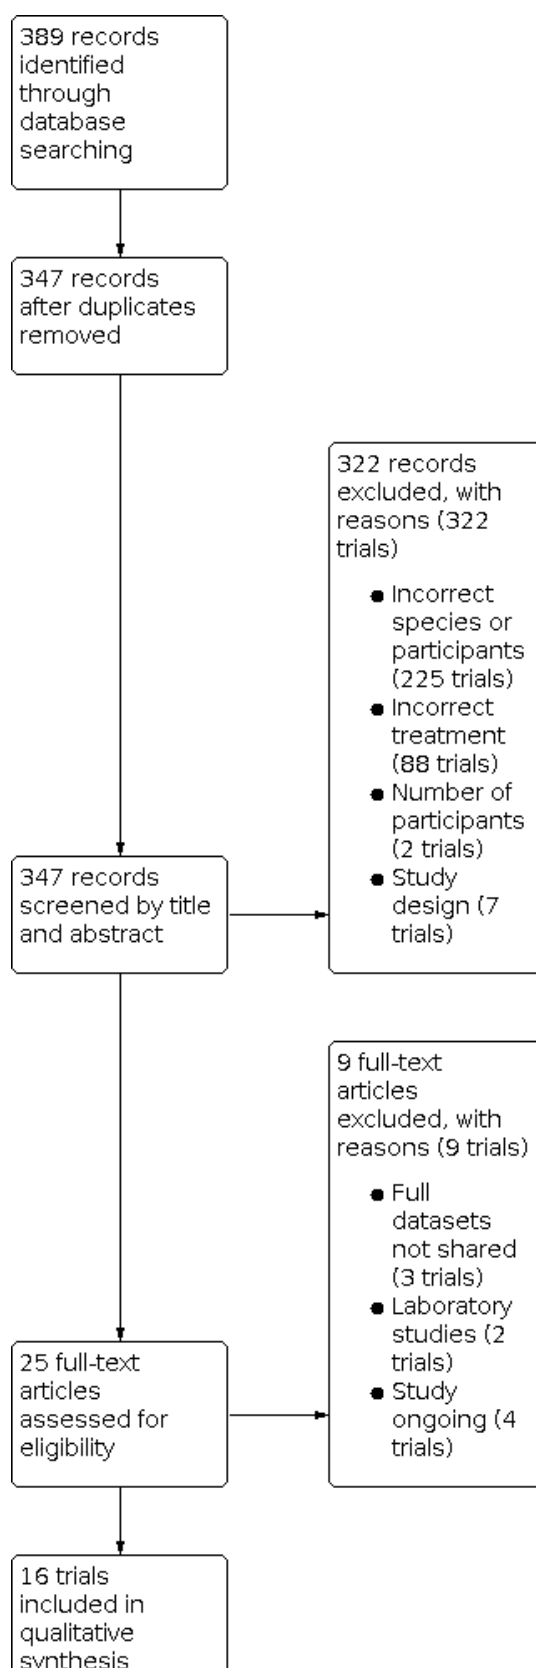 389 records
identified
through
database
searching
347 records
after duplicates
removed
322 records
excluded, with
reasons (322
trials)
● Incorrect
species or
participants
(225 trials)
● Incorrect
treatment
(88 trials)
● Number of
participants
(2 trials)
● Study
design (7
trials)
347 records
screened by title
and abstract
9 full-text
articles
excluded, with
reasons (9 trials)
● Full
datasets
not shared
(3 trials)
● Laboratory
studies (2
trials)
● Study
ongoing (4
trials)
25 full-text
articles
assessed for
eligibility
16 trials
included in
qualitative
synthesis